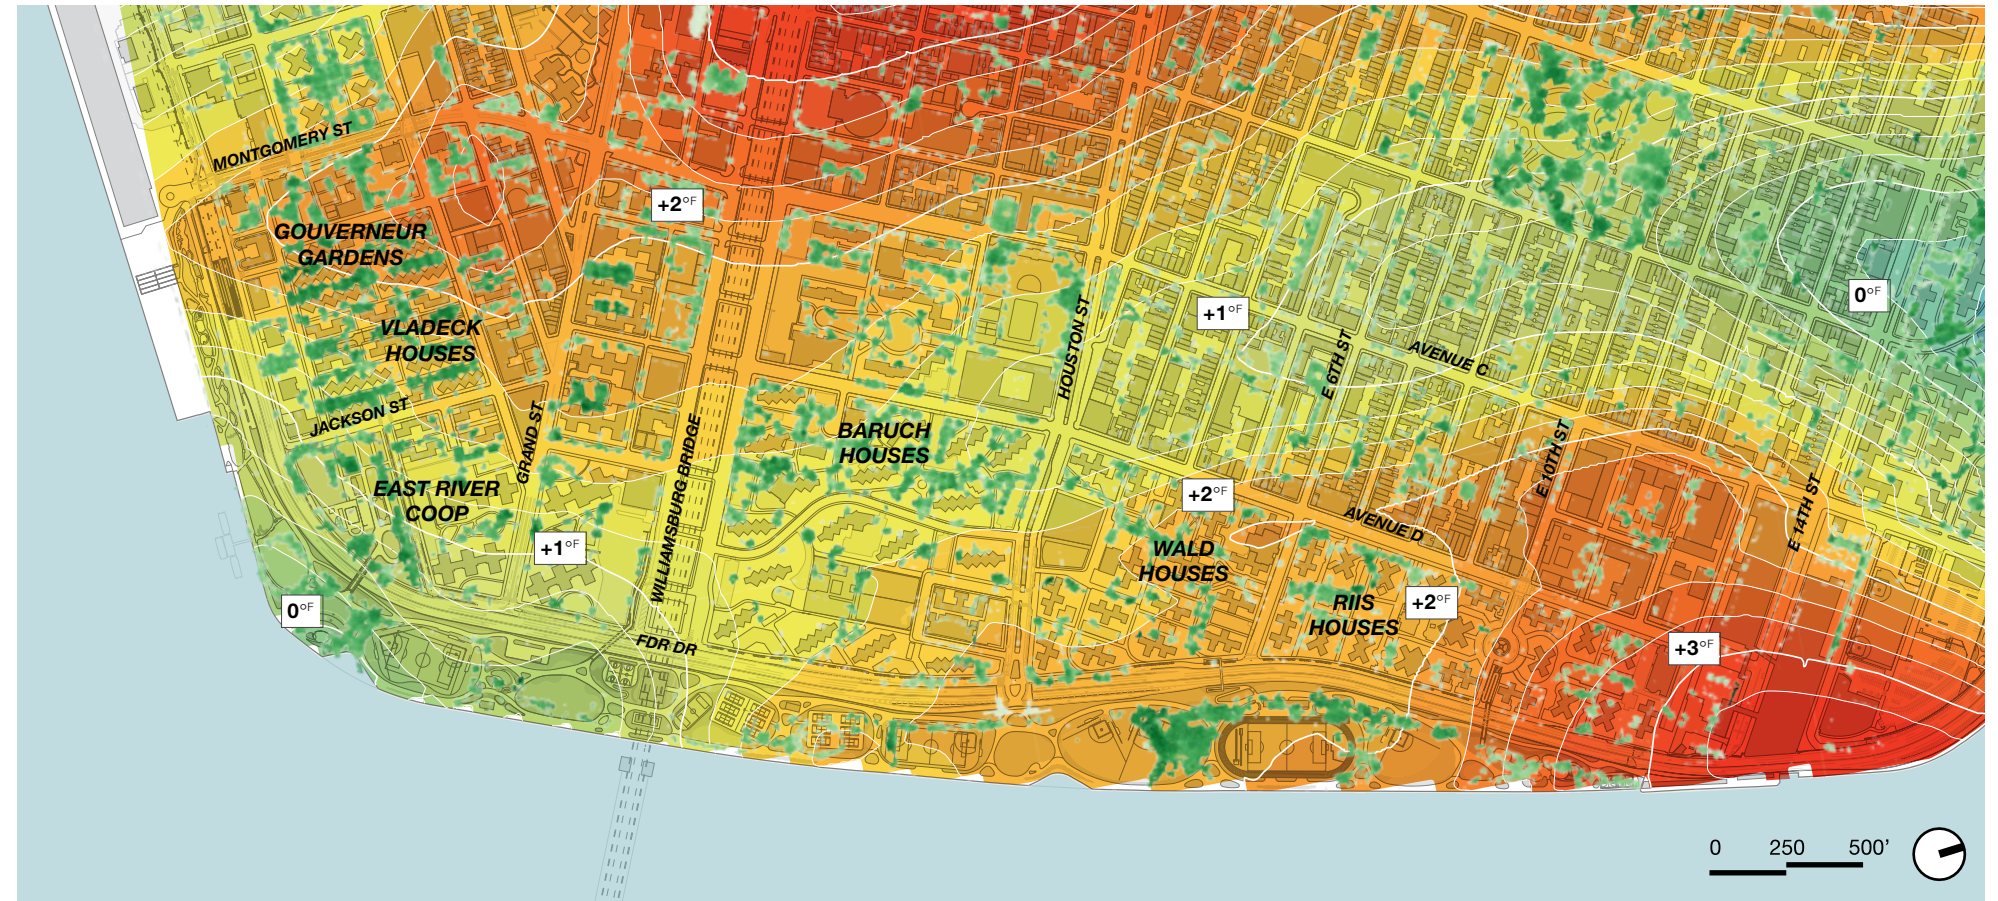 MONTGOMERY ST
+2°F
GOUVERNEUR
GARDENS
VLADECK
HOUSES
0°F
+1°F
HOUSTON ST
E 6TH ST
AVENUE C
JACKSON ST
GRAND ST
WILLIAMSBURG BRIDGE
BARUCH
HOUSES
EAST RIVER
COOP
+1°F
+2°F
AVENUE D
E 10TH ST
E 14TH ST
WALD
HOUSES
RIIS
HOUSES
+2°F
0°F
FDR DR
+3°F
0 250 500’